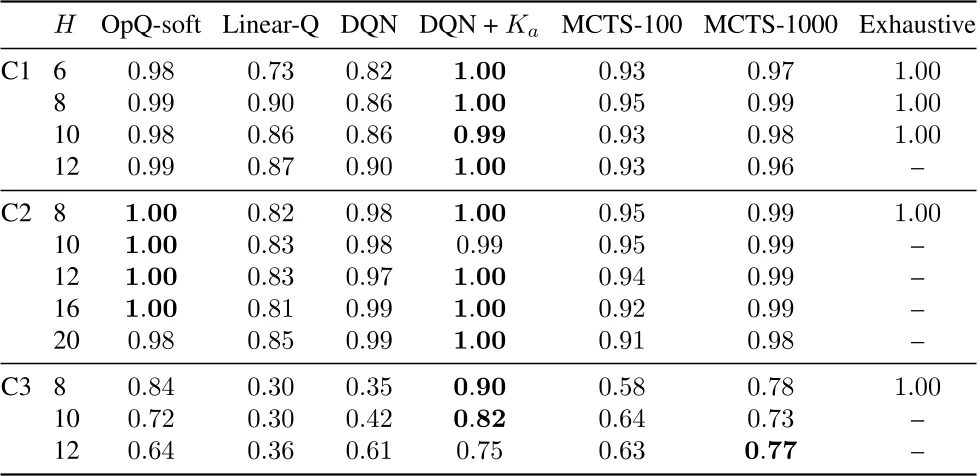 H OpQ-soft Linear-Q DQN DQN + Kₐ MCTS-100 MCTS-1000 Exhaustive
C1 6 0.98 0.73 0.82 1.00 0.93 0.97 1.00
8 0.99 0.90 0.86 1.00 0.95 0.99 1.00
10 0.98 0.86 0.86 0.99 0.93 0.98 1.00
12 0.99 0.87 0.90 1.00 0.93 0.96 –
C2 8 1.00 0.82 0.98 1.00 0.95 0.99 1.00
10 1.00 0.83 0.98 0.99 0.95 0.99 –
12 1.00 0.83 0.97 1.00 0.94 0.99 –
16 1.00 0.81 0.99 1.00 0.92 0.99 –
20 0.98 0.85 0.99 1.00 0.91 0.98 –
C3 8 0.84 0.30 0.35 0.90 0.58 0.78 1.00
10 0.72 0.30 0.42 0.82 0.64 0.73 –
12 0.64 0.36 0.61 0.75 0.63 0.77 –